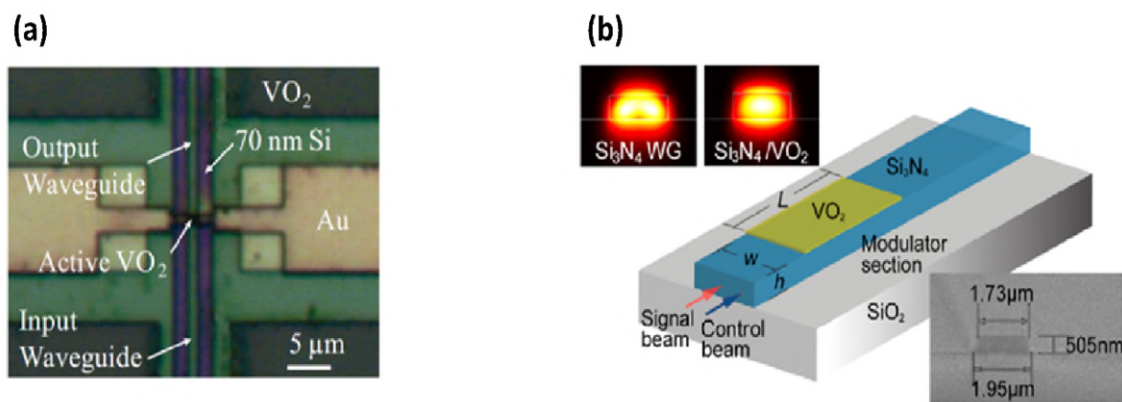 (a)
VO₂
70 nm Si
Output
Waveguide
Au
Active VO₂
Input
Waveguide
5 μm
(b)
Si₃N₄ WG
Si₃N₄/VO₂
Si₃N₄
L
VO₂
w
h
Modulator
section
Signal
beam
Control
beam
SiO₂
1.73μm
505nm
1.95μm